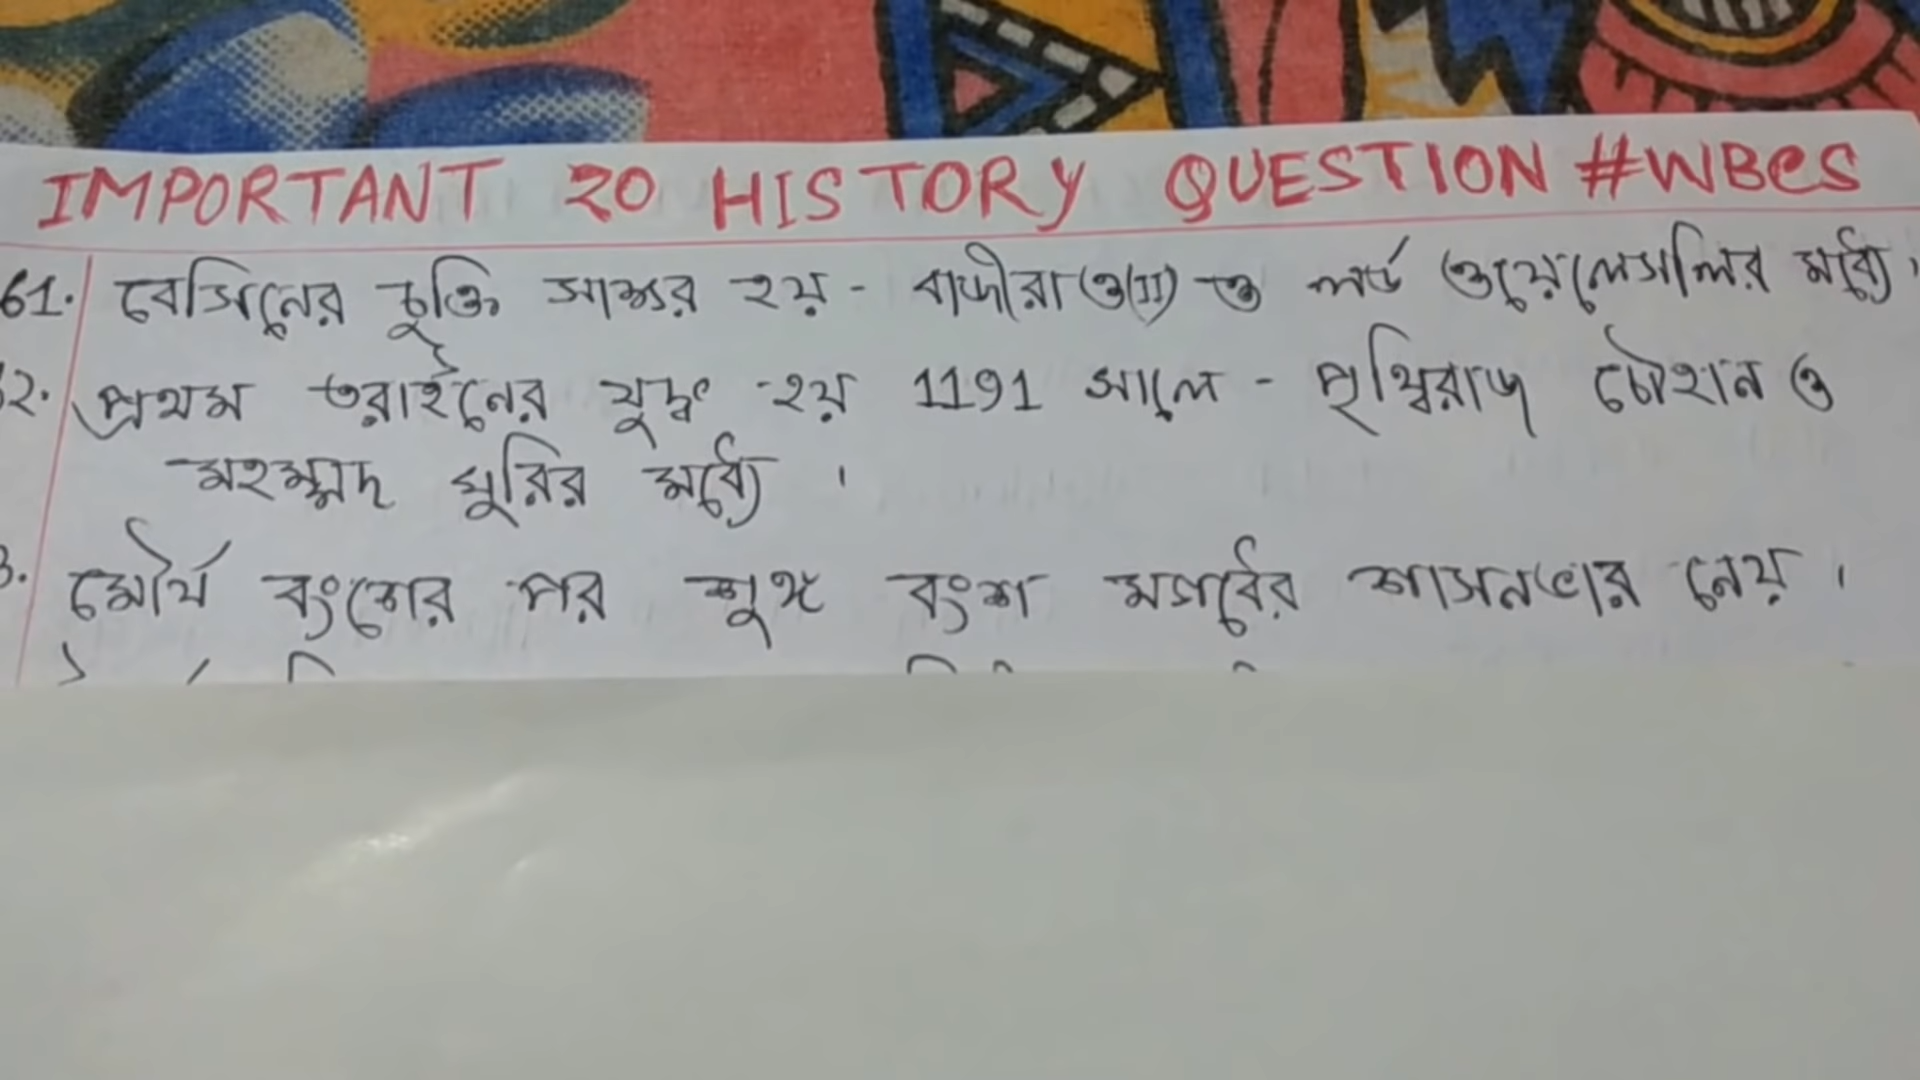 IMPORTANT 20 HISTORY QUESTION #WBCS
61. বেসিনের চুক্তি সাক্ষর হয় - বাজীরাও(II) ও লর্ড ওয়েলেসলির মধ্যে।
2. প্রথম তরাইনের যুদ্ধ হয় 1191 সালে - পৃথ্বিরাজ চৌহান ও
মহম্মদ ঘুরির মধ্যে।
3. মৌর্য বংশের পর শুঙ্গ বংশ মগধের শাসনভার নেয়।